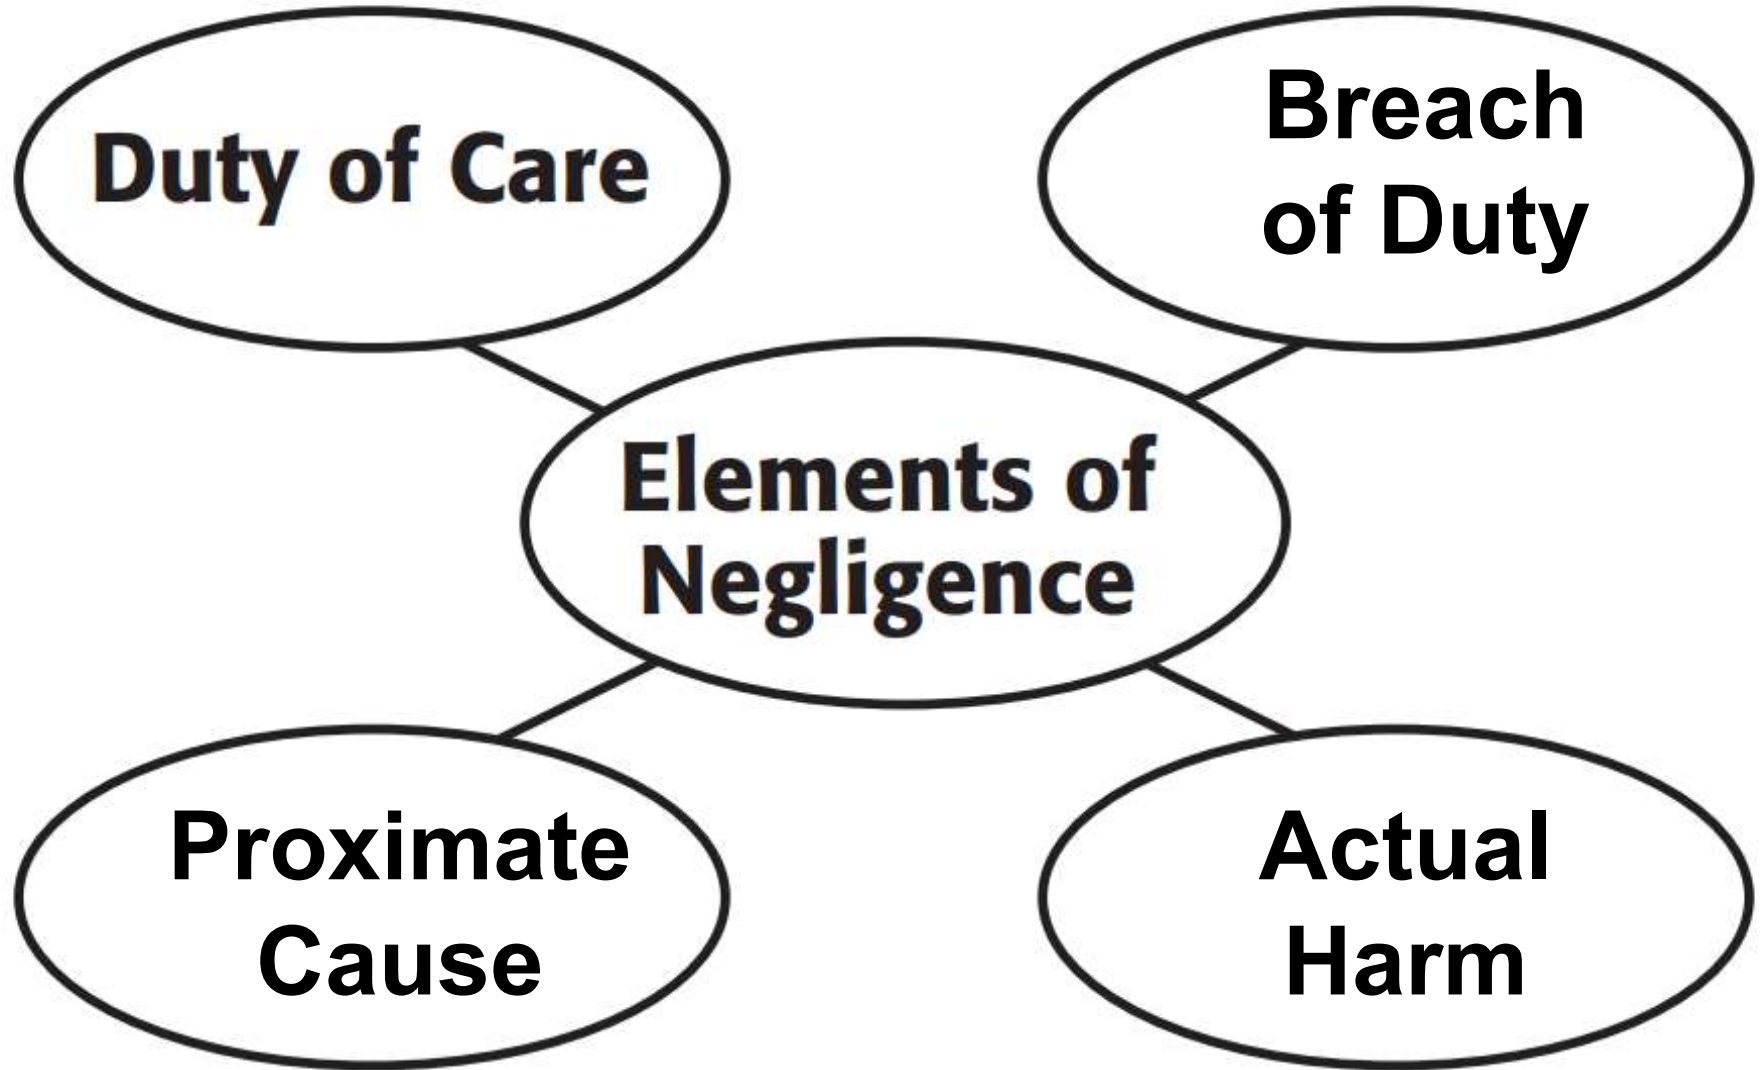 Duty of Care
Breach
of Duty
Elements of
Negligence
Proximate
Cause
Actual
Harm